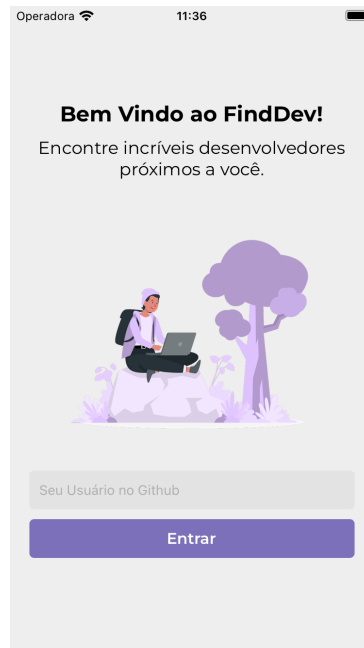 Operadora 11:36
Bem Vindo ao FindDev!
Encontre incríveis desenvolvedores
próximos a você.
Seu Usuário no Github
Entrar